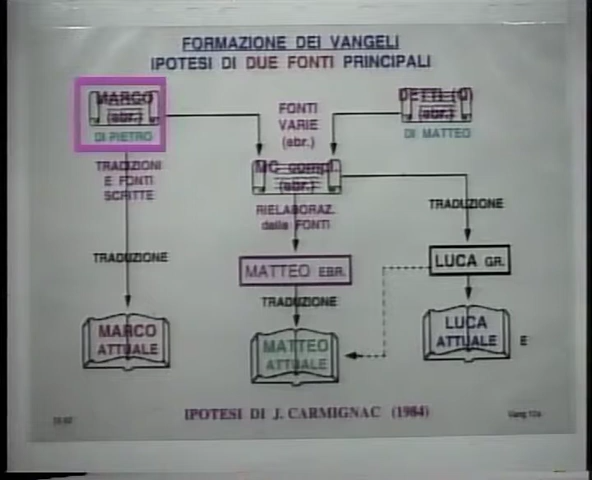 FORMAZIONE DEI VANGELI
IPOTESI DI DUE FONTI PRINCIPALI
MARCO
(ebr.)
DI PIETRO
FONTI
VARIE
(ebr.)
DETTI (Q)
(ebr.)
DI MATTEO
MC compl.
(ebr.)
TRADIZIONI
E FONTI
SCRITTE
RIELABORAZ.
dalle FONTI
TRADUZIONE
TRADUZIONE
MATTEO EBR.
LUCA GR.
TRADUZIONE
MARCO
ATTUALE
MATTEO
ATTUALE
LUCA
ATTUALE
E
IPOTESI DI J. CARMIGNAC (1984)